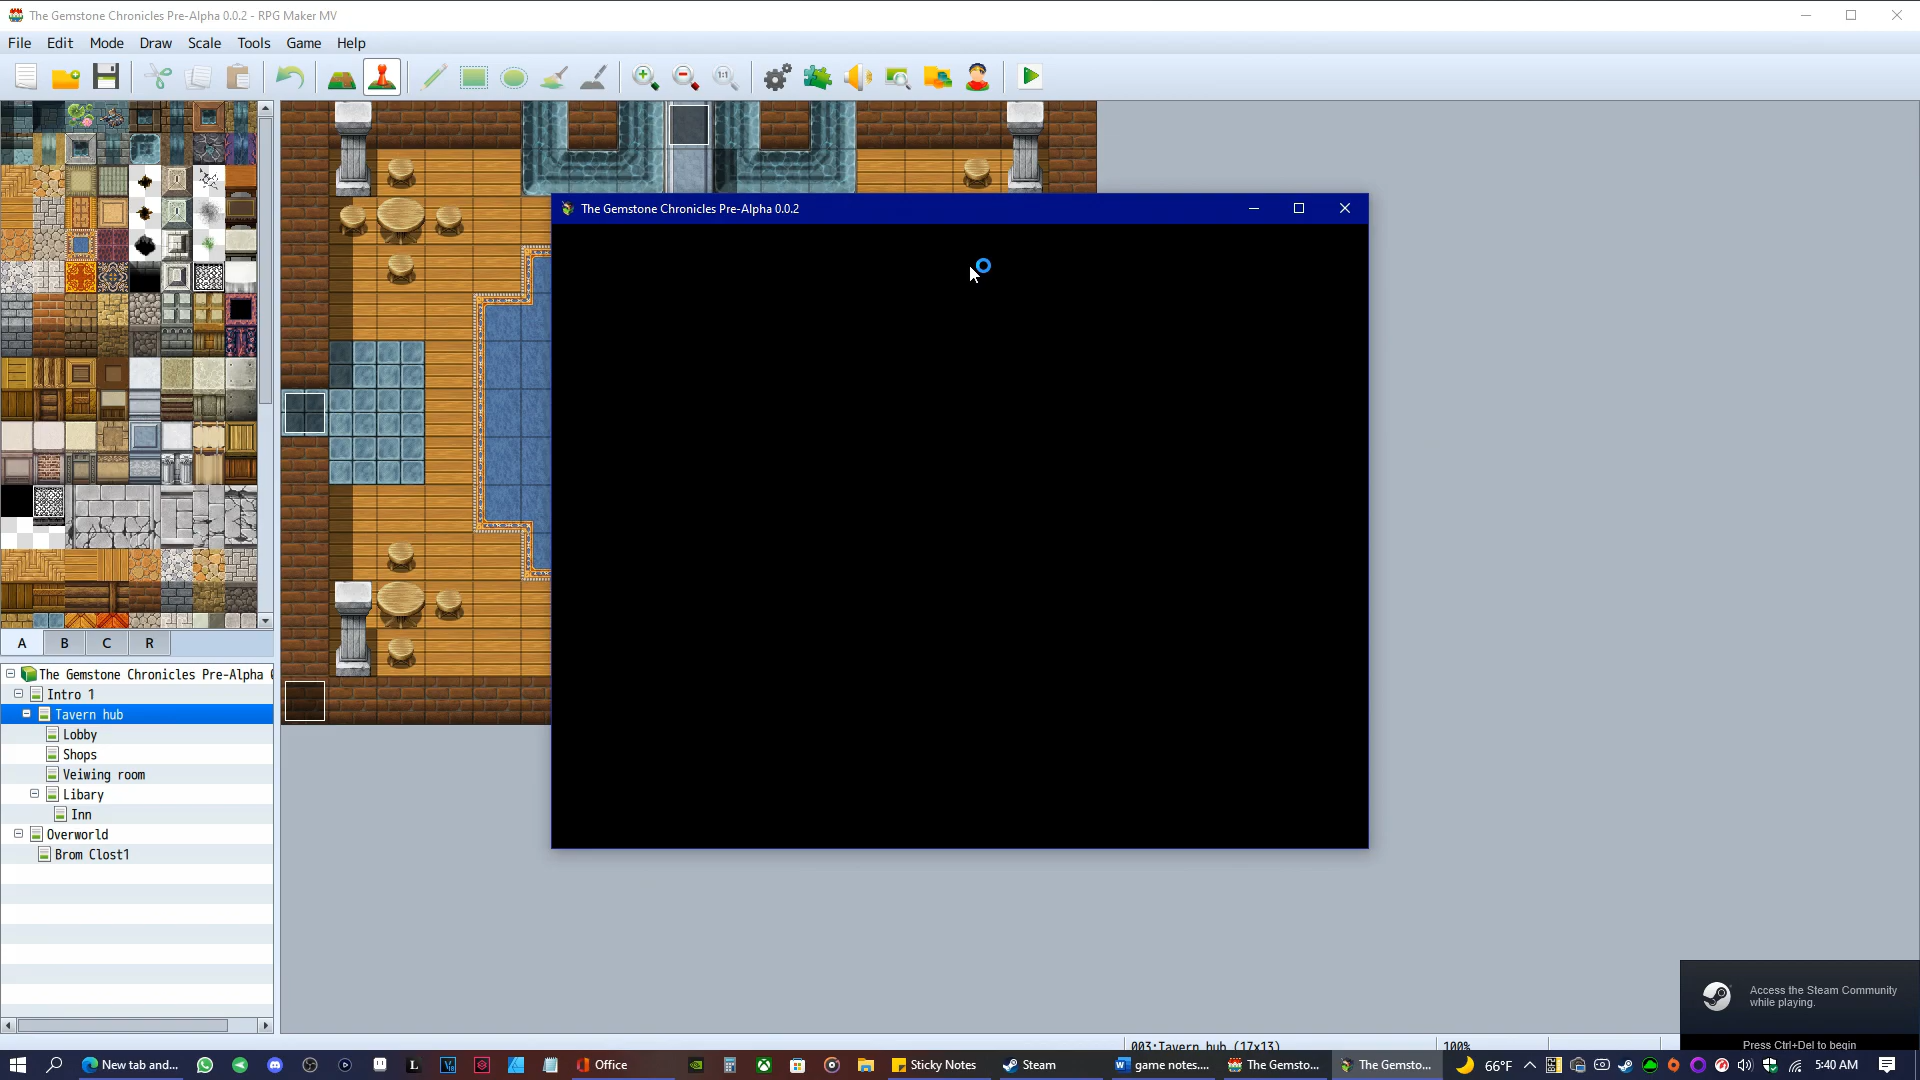 The Gemstone Chronicles Pre-Alpha 0.0.2 - RPG Maker MV
File Edit Mode Draw Scale Tools Game Help
1:1
The Gemstone Chronicles Pre-Alpha 0.0.2
A B C R
The Gemstone Chronicles Pre-Alpha
Intro 1
Tavern hub
Lobby
Shops
Veiwing room
Libary
Inn
Overworld
Brom Clost1
Access the Steam Community
while playing.
Press Ctrl+Del to begin
003:Tavern hub (17x13) 100%
New tab and... Office Sticky Notes Steam game notes.... The Gemsto... The Gemsto... 66°F 5:40 AM